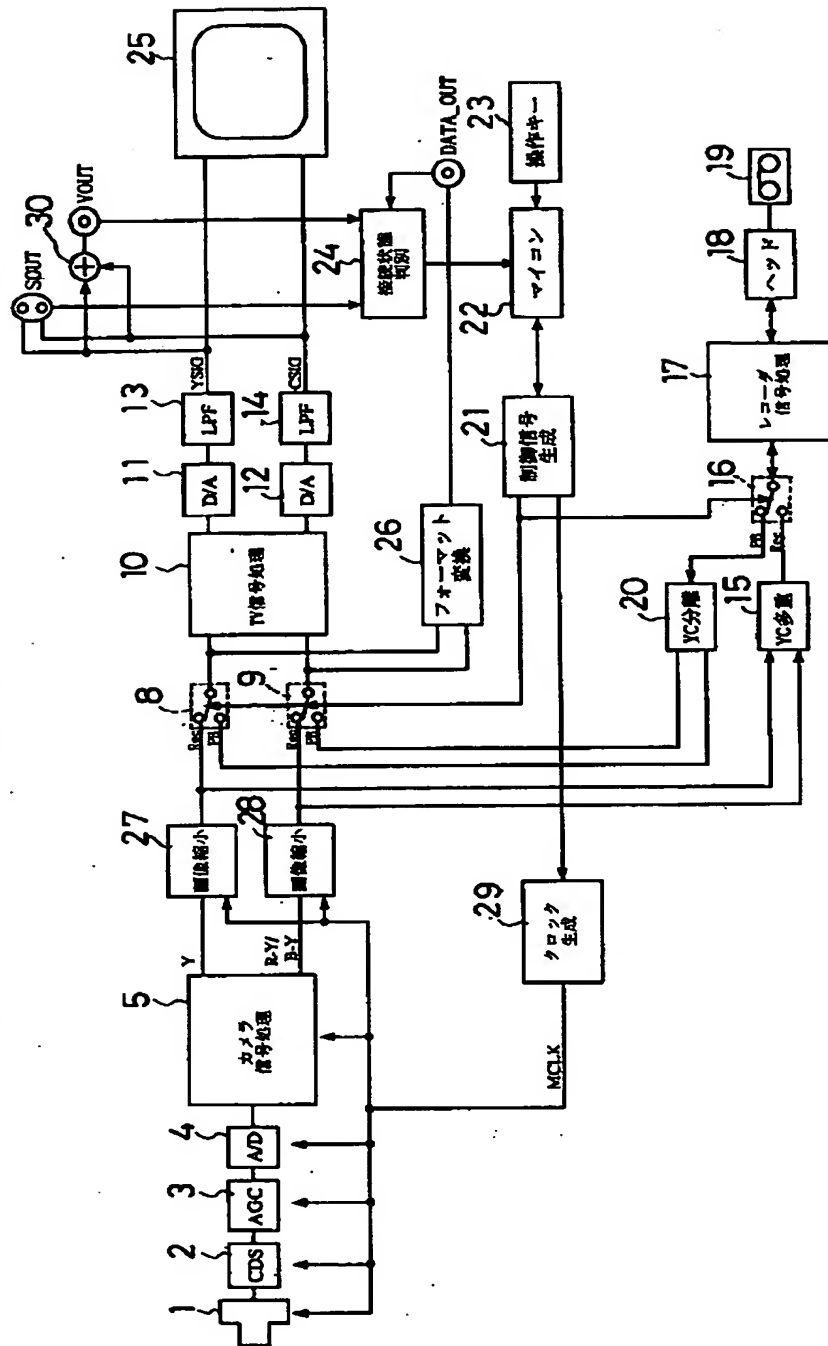 1
2
CDS
3
AGC
4
A/D
5
カメラ
信号処理
Y
R-Y/
B-Y
27
画像縮小
28
画像縮小
8
Rec
PB
9
Rec
PB
10
TV信号処理
11
D/A
12
D/A
13
LPF
14
LPF
YSIG
CSIG
SOUT
30
VOUT
25
24
接続状態
判別
DATA_OUT
26
フォーマット
変換
21
制御信号
生成
22
マイコン
23
操作キー
29
クロック
生成
MCLK
20
YC分離
15
YC多重
16
PB
Rec
17
レコーダ
信号処理
18
ヘッド
19